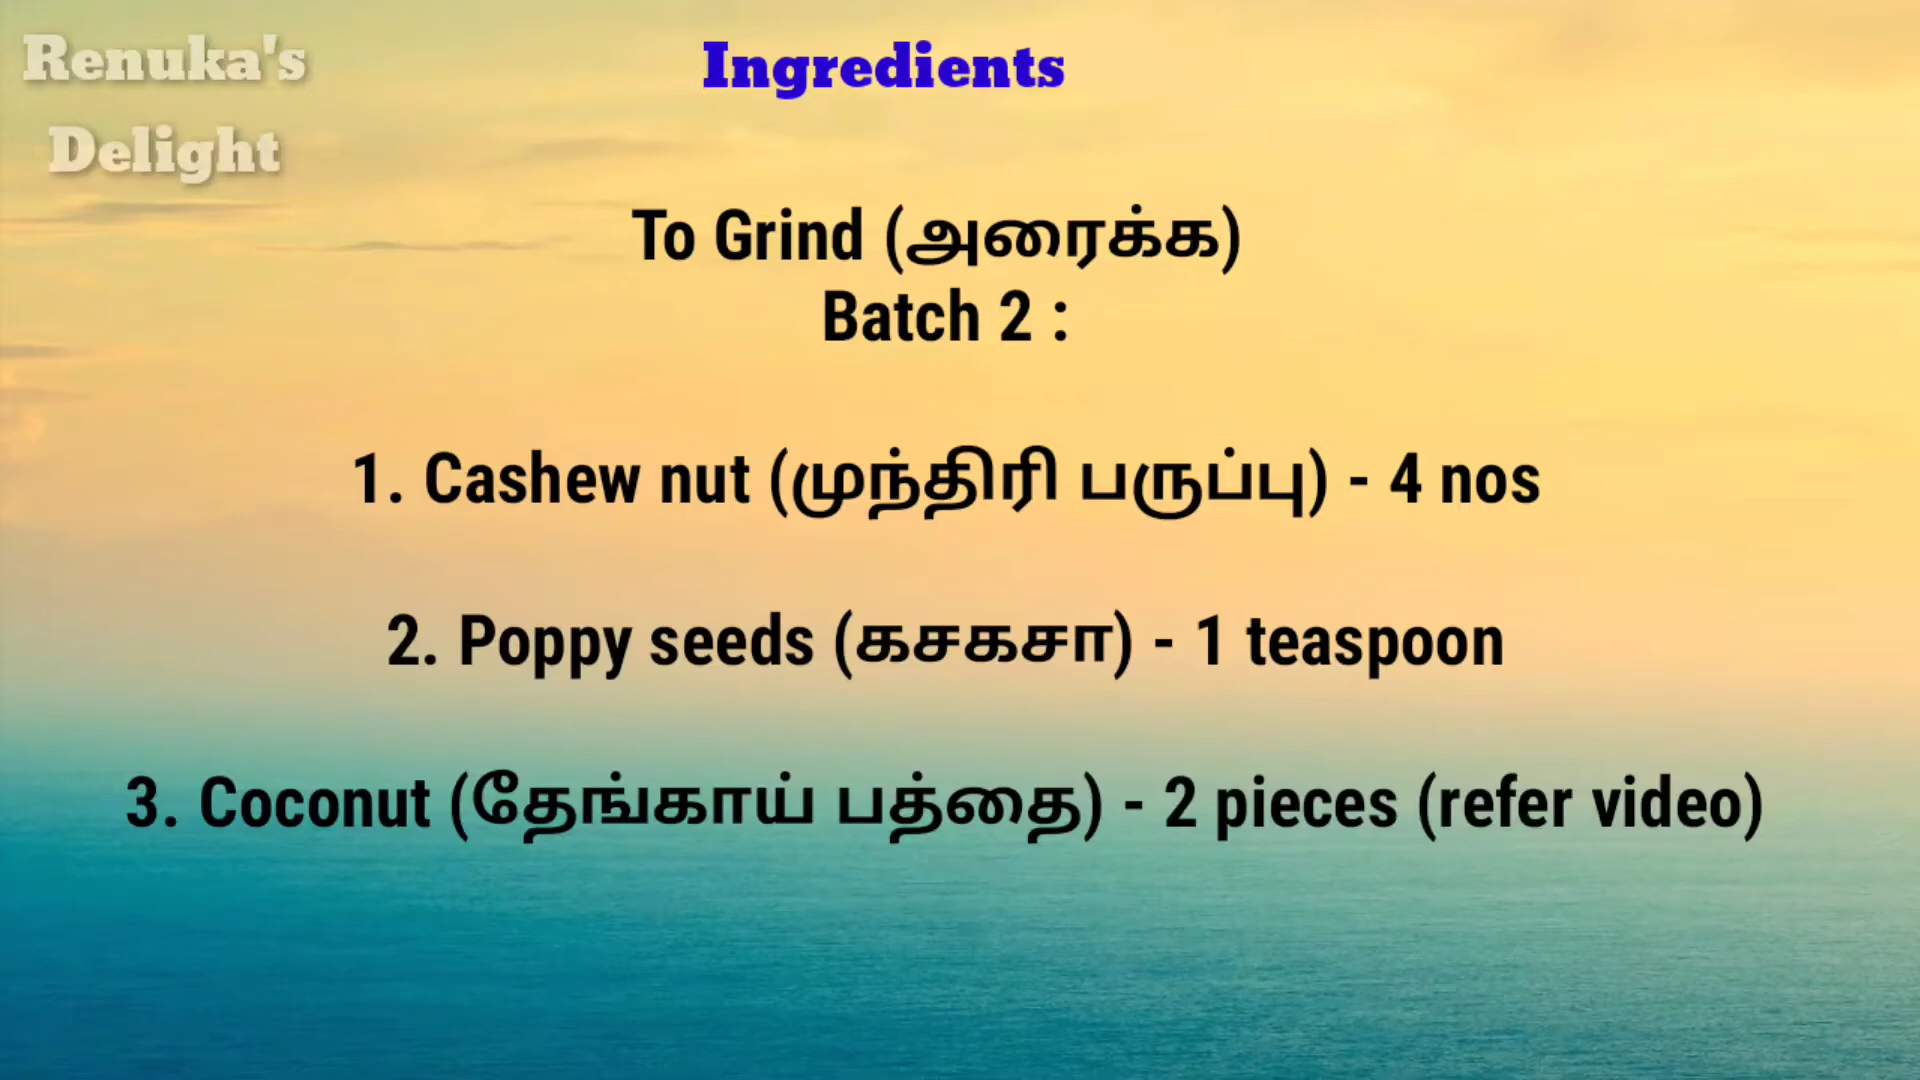 Renuka's
Delight
Ingredients
To Grind (அரைக்க)
Batch 2 :
1. Cashew nut (முந்திரி பருப்பு) - 4 nos
2. Poppy seeds (கசகசா) - 1 teaspoon
3. Coconut (தேங்காய் பத்தை) - 2 pieces (refer video)